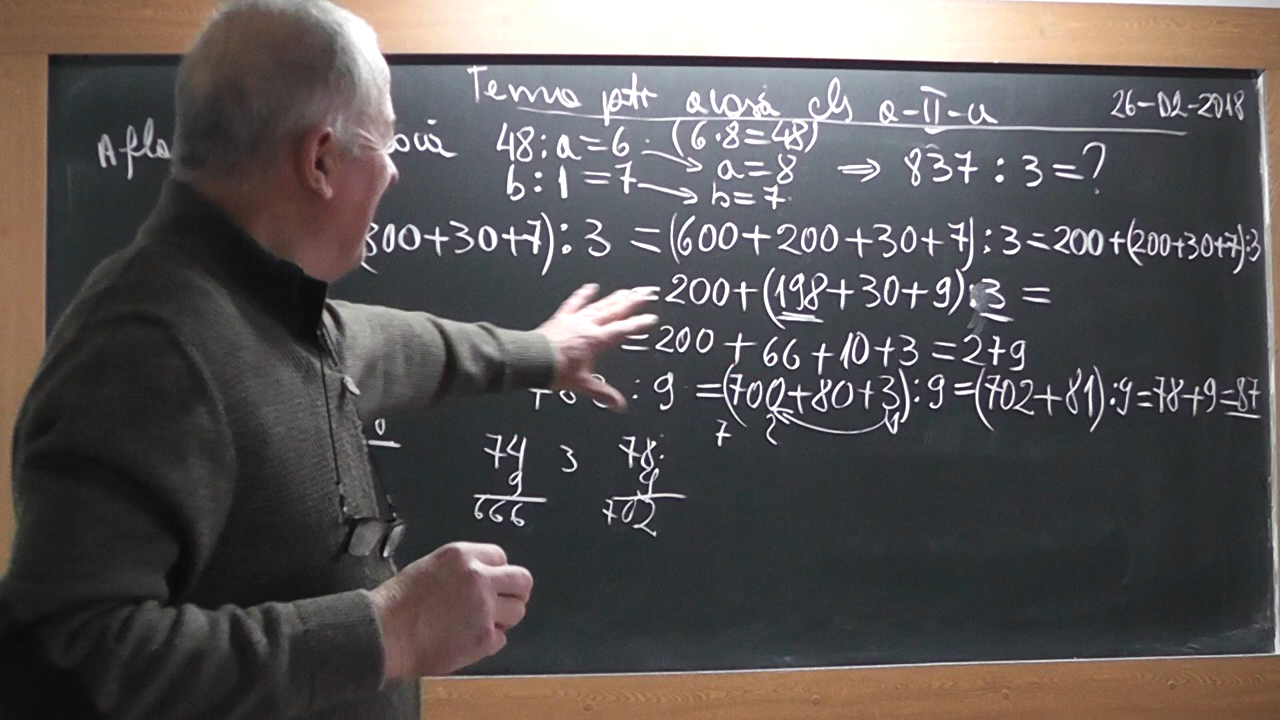 Tema ptr acasă cls a-II-a 26-02-2018
48:a=6 (6·8=48)
a=8 ⇒ 837:3=?
b:1=7 → b=7
300+30+7):3 =(600+200+30+7):3=200+(200+30+7):3
=200+(198+30+9):3=
=200+66+10+3=279
:9 =(700+80+3):9=(702+81):9=78+9=87
7 2
74 3 78
9 9
666 702